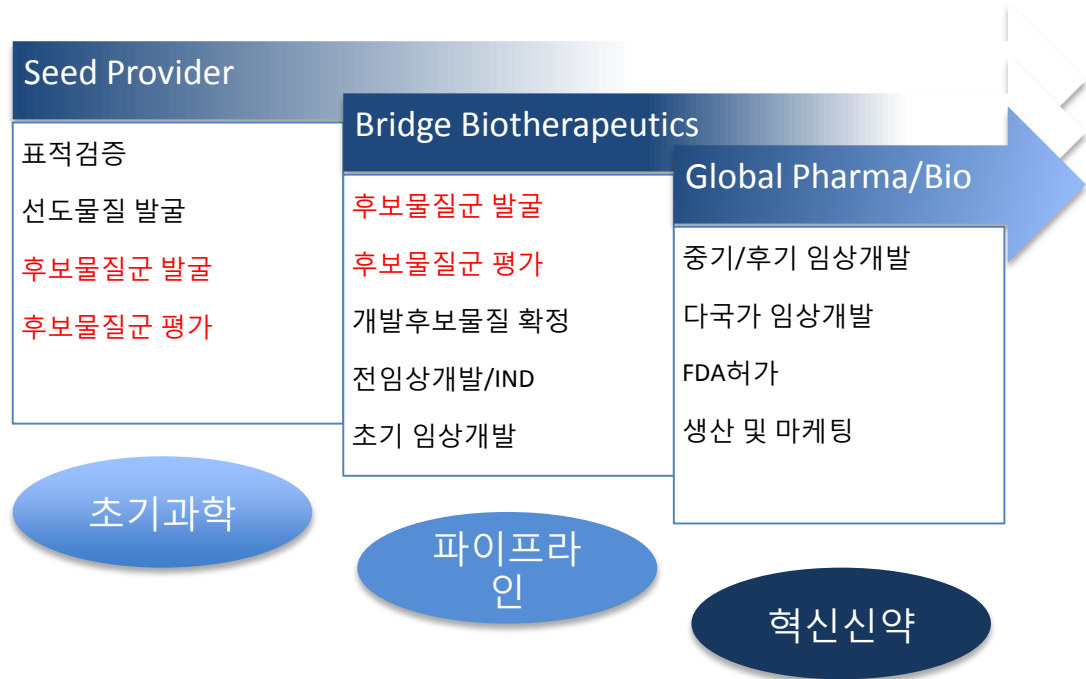 Seed Provider
표적검증
선도물질 발굴
후보물질군 발굴
후보물질군 평가
초기과학
Bridge Biotherapeutics
후보물질군 발굴
후보물질군 평가
개발후보물질 확정
전임상개발/IND
초기 임상개발
파이프라
인
Global Pharma/Bio
중기/후기 임상개발
다국가 임상개발
FDA허가
생산 및 마케팅
혁신신약